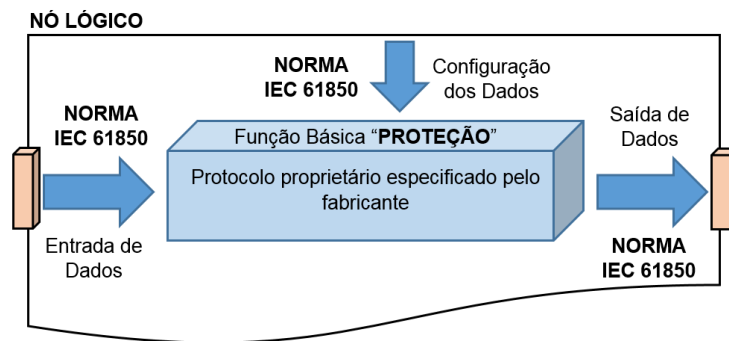 NÓ LÓGICO
NORMA
IEC 61850
Configuração
dos Dados
NORMA
IEC 61850
Saída de
Dados
Função Básica “PROTEÇÃO”
Protocolo proprietário especificado pelo
fabricante
Entrada de
Dados
NORMA
IEC 61850